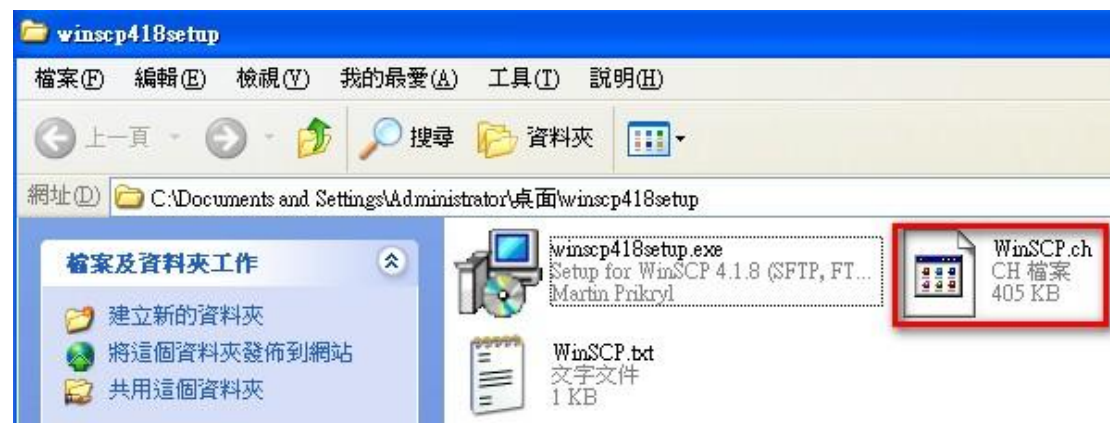 winscp418setup
檔案(F) 編輯(E) 檢視(V) 我的最愛(A) 工具(T) 說明(H)
上一頁 搜尋 資料夾
網址(D) C:\Documents and Settings\Administrator\桌面\winscp418setup
檔案及資料夾工作
建立新的資料夾
將這個資料夾發佈到網站
共用這個資料夾
winscp418setup.exe
Setup for WinSCP 4.1.8 (SFTP, FT...
Martin Prikryl
WinSCP.ch
CH 檔案
405 KB
WinSCP.txt
文字文件
1 KB